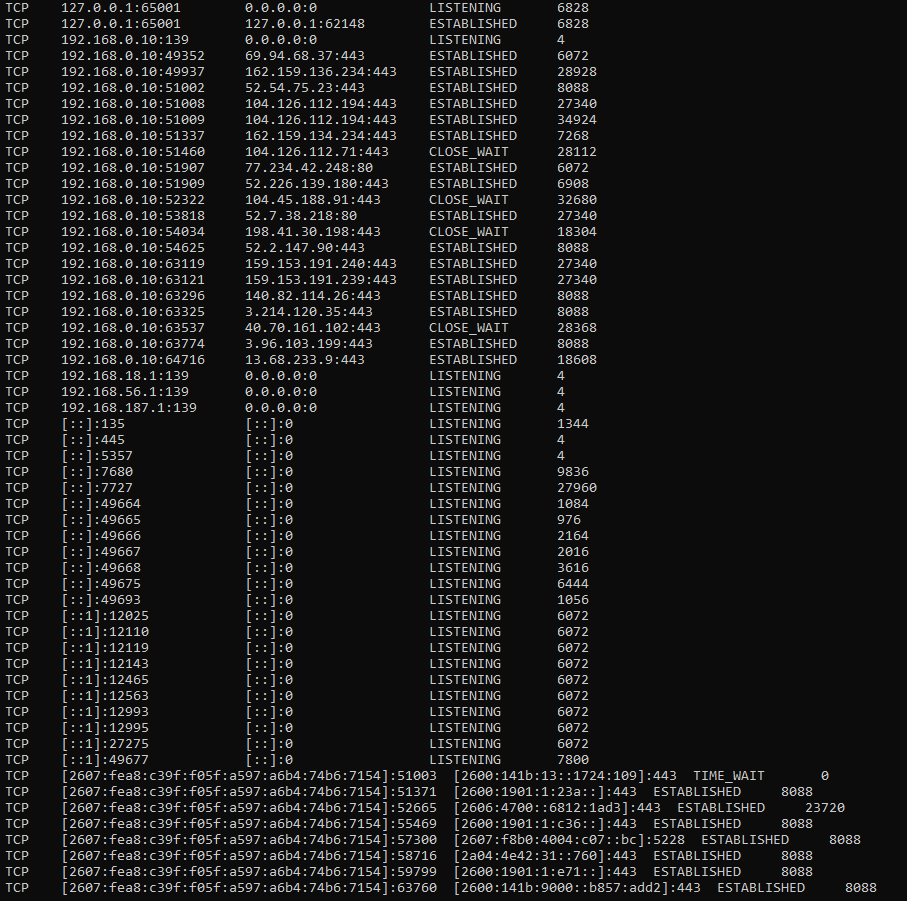 TCP    127.0.0.1:65001        0.0.0.0:0              LISTENING       6828
TCP    127.0.0.1:65001        127.0.0.1:62148        ESTABLISHED     6828
TCP    192.168.0.10:139       0.0.0.0:0              LISTENING       4
TCP    192.168.0.10:49352     69.94.68.37:443        ESTABLISHED     6072
TCP    192.168.0.10:49937     162.159.136.234:443    ESTABLISHED     28928
TCP    192.168.0.10:51002     52.54.75.23:443        ESTABLISHED     8088
TCP    192.168.0.10:51008     104.126.112.194:443    ESTABLISHED     27340
TCP    192.168.0.10:51009     104.126.112.194:443    ESTABLISHED     34924
TCP    192.168.0.10:51337     162.159.134.234:443    ESTABLISHED     7268
TCP    192.168.0.10:51460     104.126.112.71:443     CLOSE_WAIT      28112
TCP    192.168.0.10:51907     77.234.42.248:80       ESTABLISHED     6072
TCP    192.168.0.10:51909     52.226.139.180:443     ESTABLISHED     6908
TCP    192.168.0.10:52322     104.45.188.91:443      CLOSE_WAIT      32680
TCP    192.168.0.10:53818     52.7.38.218:80         ESTABLISHED     27340
TCP    192.168.0.10:54034     198.41.30.198:443      CLOSE_WAIT      18304
TCP    192.168.0.10:54625     52.2.147.90:443        ESTABLISHED     8088
TCP    192.168.0.10:63119     159.153.191.240:443    ESTABLISHED     27340
TCP    192.168.0.10:63121     159.153.191.239:443    ESTABLISHED     27340
TCP    192.168.0.10:63296     140.82.114.26:443      ESTABLISHED     8088
TCP    192.168.0.10:63325     3.214.120.35:443       ESTABLISHED     8088
TCP    192.168.0.10:63537     40.70.161.102:443      CLOSE_WAIT      28368
TCP    192.168.0.10:63774     3.96.103.199:443       ESTABLISHED     8088
TCP    192.168.0.10:64716     13.68.233.9:443        ESTABLISHED     18608
TCP    192.168.18.1:139       0.0.0.0:0              LISTENING       4
TCP    192.168.56.1:139       0.0.0.0:0              LISTENING       4
TCP    192.168.187.1:139      0.0.0.0:0              LISTENING       4
TCP    [::]:135               [::]:0                 LISTENING       1344
TCP    [::]:445               [::]:0                 LISTENING       4
TCP    [::]:5357              [::]:0                 LISTENING       4
TCP    [::]:7680              [::]:0                 LISTENING       9836
TCP    [::]:7727              [::]:0                 LISTENING       27960
TCP    [::]:49664             [::]:0                 LISTENING       1084
TCP    [::]:49665             [::]:0                 LISTENING       976
TCP    [::]:49666             [::]:0                 LISTENING       2164
TCP    [::]:49667             [::]:0                 LISTENING       2016
TCP    [::]:49668             [::]:0                 LISTENING       3616
TCP    [::]:49675             [::]:0                 LISTENING       6444
TCP    [::]:49693             [::]:0                 LISTENING       1056
TCP    [::1]:12025            [::]:0                 LISTENING       6072
TCP    [::1]:12110            [::]:0                 LISTENING       6072
TCP    [::1]:12119            [::]:0                 LISTENING       6072
TCP    [::1]:12143            [::]:0                 LISTENING       6072
TCP    [::1]:12465            [::]:0                 LISTENING       6072
TCP    [::1]:12563            [::]:0                 LISTENING       6072
TCP    [::1]:12993            [::]:0                 LISTENING       6072
TCP    [::1]:12995            [::]:0                 LISTENING       6072
TCP    [::1]:27275            [::]:0                 LISTENING       6072
TCP    [::1]:49677            [::]:0                 LISTENING       7800
TCP    [2607:fea8:c39f:f05f:a597:a6b4:74b6:7154]:51003  [2600:141b:13::1724:109]:443  TIME_WAIT       0
TCP    [2607:fea8:c39f:f05f:a597:a6b4:74b6:7154]:51371  [2600:1901:1:23a::]:443  ESTABLISHED     8088
TCP    [2607:fea8:c39f:f05f:a597:a6b4:74b6:7154]:52665  [2606:4700::6812:1ad3]:443  ESTABLISHED     23720
TCP    [2607:fea8:c39f:f05f:a597:a6b4:74b6:7154]:55469  [2600:1901:1:c36::]:443  ESTABLISHED     8088
TCP    [2607:fea8:c39f:f05f:a597:a6b4:74b6:7154]:57300  [2607:f8b0:4004:c07::bc]:5228  ESTABLISHED     8088
TCP    [2607:fea8:c39f:f05f:a597:a6b4:74b6:7154]:58716  [2a04:4e42:31::760]:443  ESTABLISHED     8088
TCP    [2607:fea8:c39f:f05f:a597:a6b4:74b6:7154]:59799  [2600:1901:1:e71::]:443  ESTABLISHED     8088
TCP    [2607:fea8:c39f:f05f:a597:a6b4:74b6:7154]:63760  [2600:141b:9000::b857:add2]:443  ESTABLISHED     8088